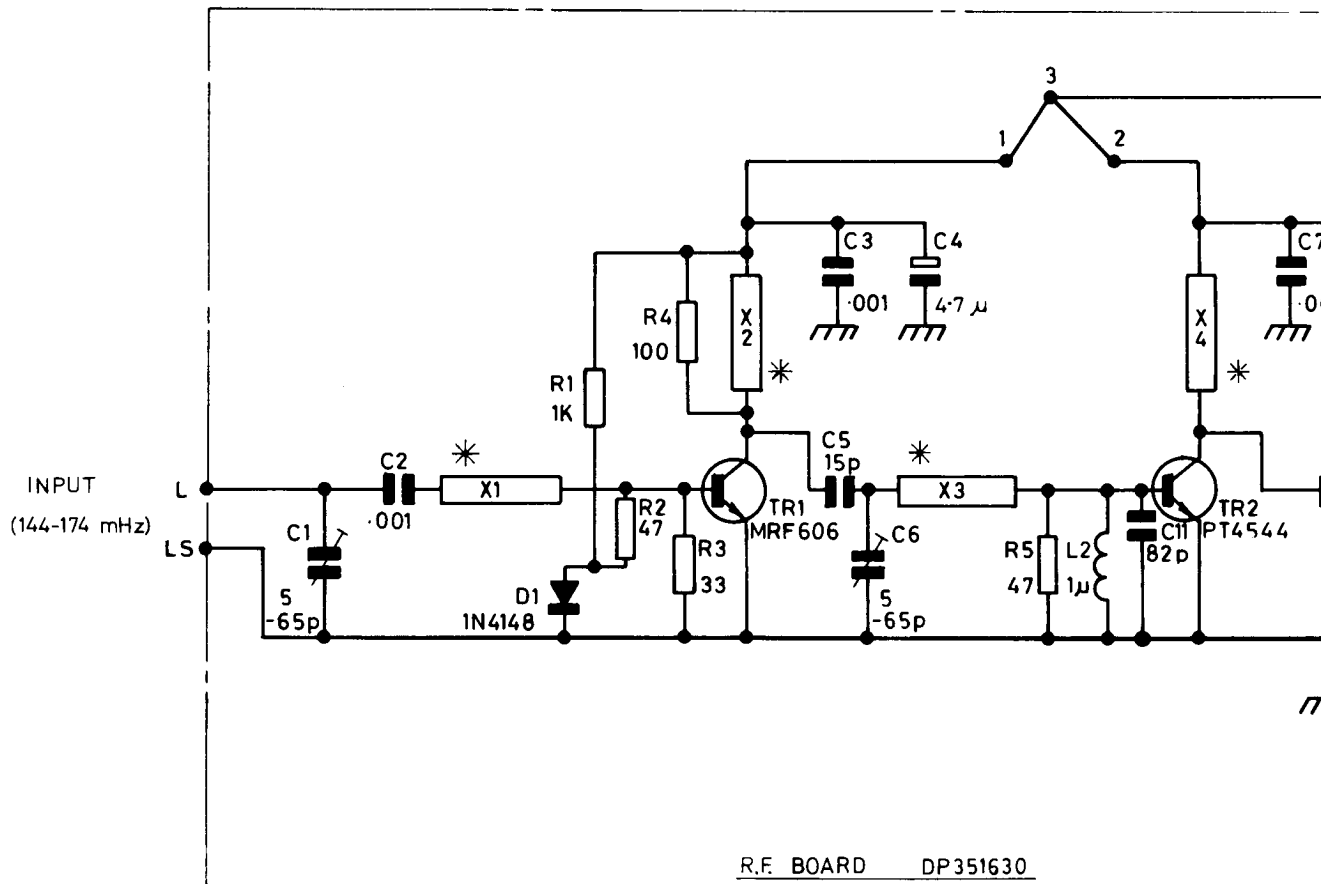 3
1
2
C3
C4
C7
·001
4·7 μ
R4
100
X
2
X
4
R1
1K
C2
C5
15p
INPUT
L
X1
X3
(144-174 mHz)
·001
R2
47
TR1
MRF606
TR2
PT4544
LS
C1
R3
33
C6
R5
47
L2
1μ
C11
82p
D1
1N4148
5
-65p
5
-65p
R.F. BOARD DP351630